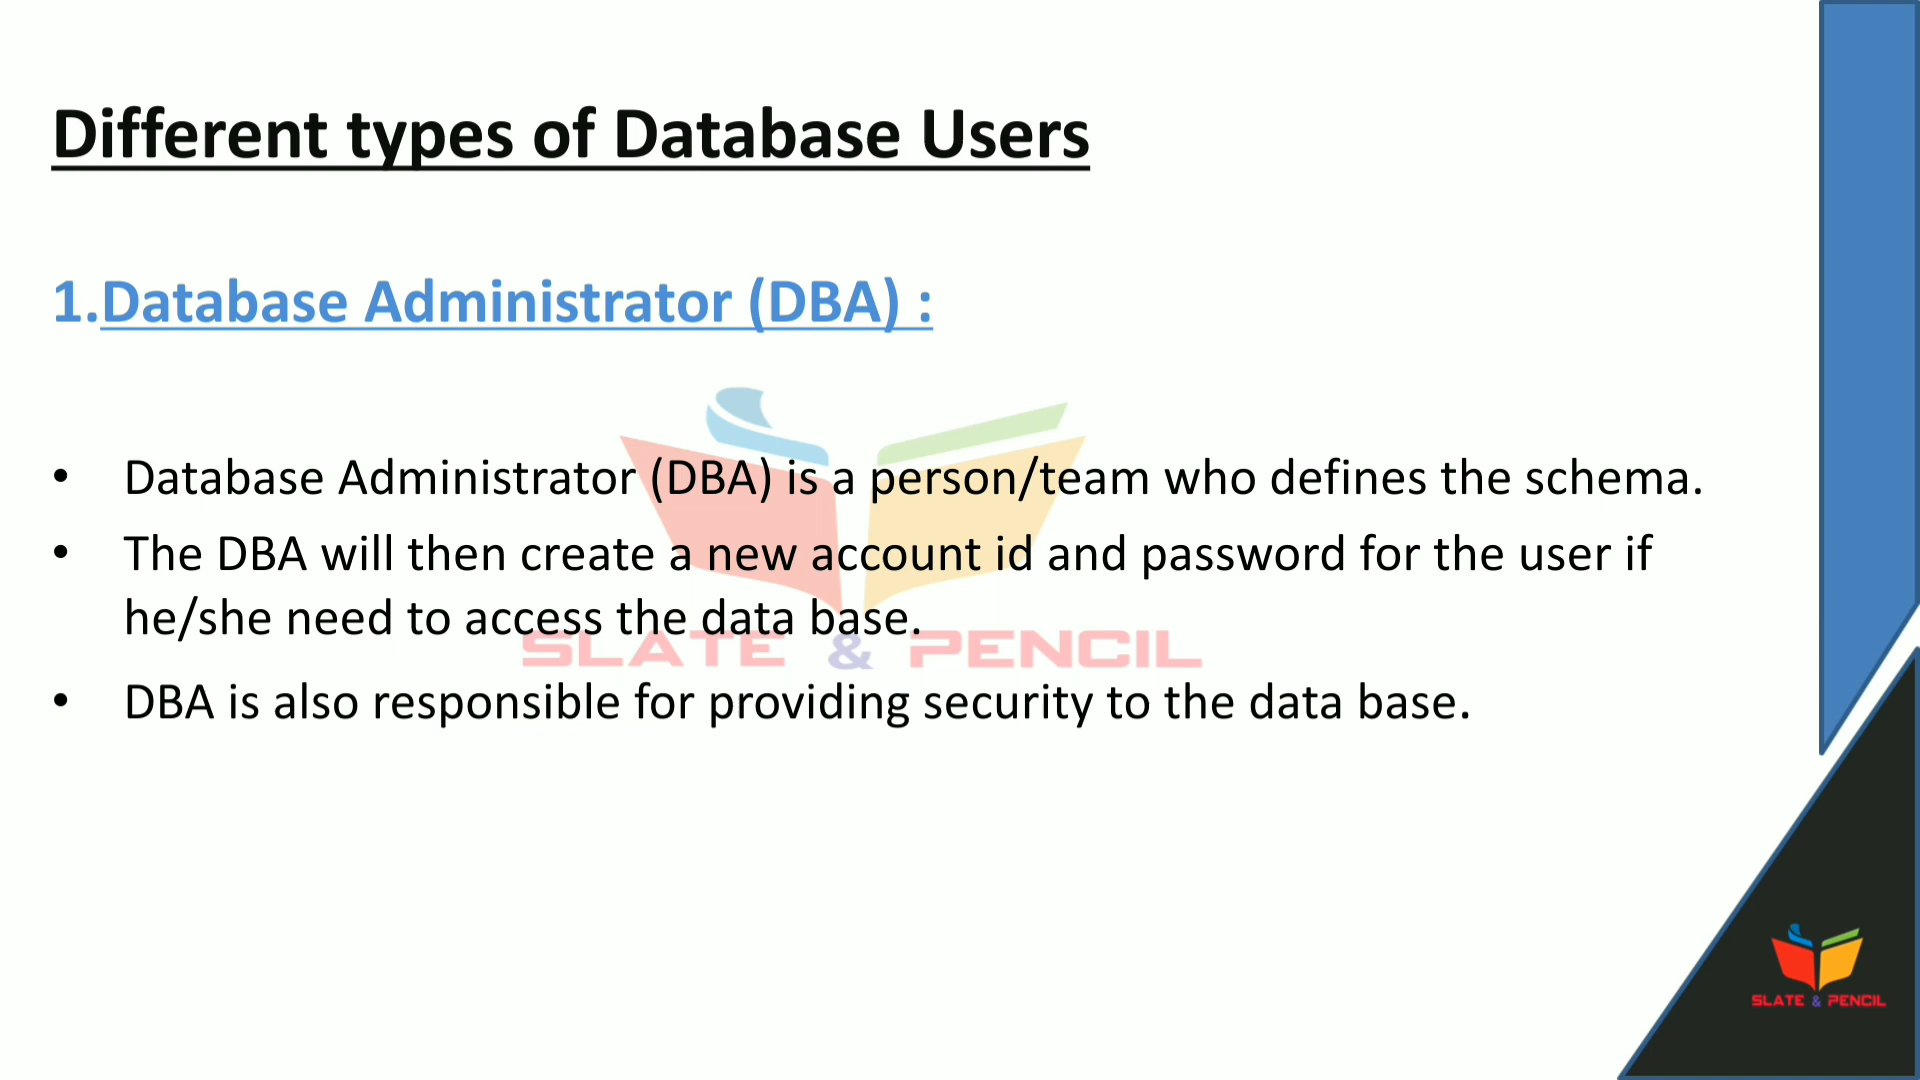 Different types of Database Users
1.Database Administrator (DBA) :
• Database Administrator (DBA) is a person/team who defines the schema.
• The DBA will then create a new account id and password for the user if
he/she need to access the data base.
SLATE & PENCIL
• DBA is also responsible for providing security to the data base.
SLATE & PENCIL